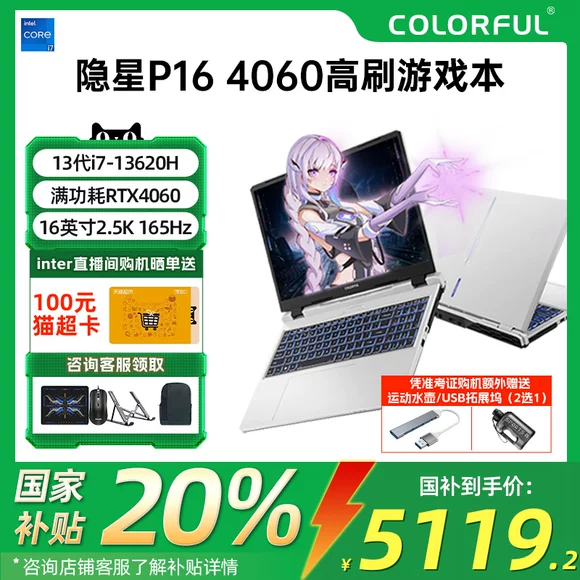 intel
CORE
i7
COLORFUL®
隐星P16 4060高刷游戏本
13代i7-13620H
满功耗RTX4060
16英寸2.5K 165Hz
inter直播间购机晒单送
100元
猫超卡
咨询客服领取
凭准考证购机额外赠送
运动水壶/USB拓展坞（2选1）
国家
补贴
20%
国补到手价：
¥5119.2
*咨询店铺客服了解补贴详情